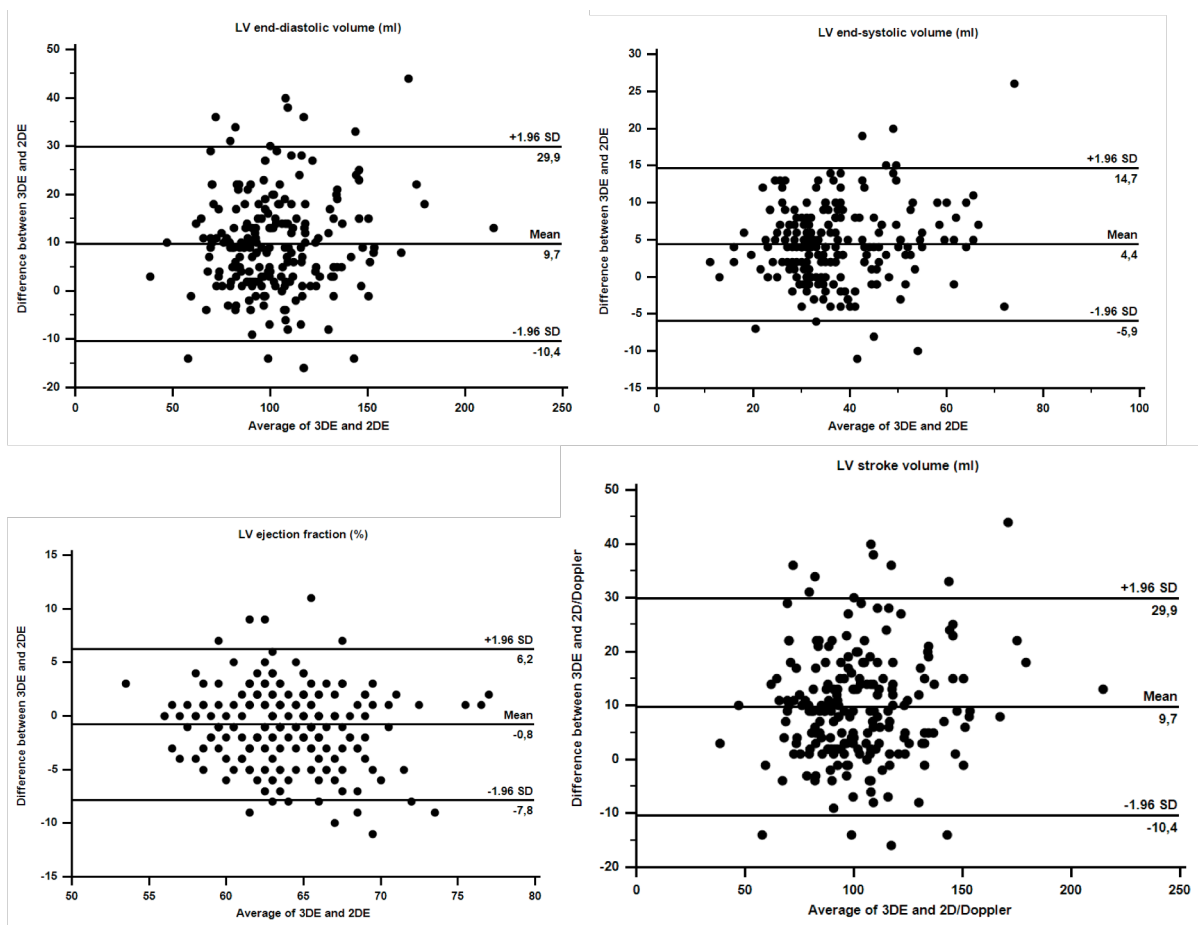 LV end-diastolic volume (ml)
Difference between 3DE and 2DE
50
40
30
20
10
0
-10
-20
+1.96 SD
29,9
Mean
9,7
-1.96 SD
-10,4
0 50 100 150 200 250
Average of 3DE and 2DE
LV end-systolic volume (ml)
Difference between 3DE and 2DE
30
25
20
15
10
5
0
-5
-10
-15
+1.96 SD
14,7
Mean
4,4
-1.96 SD
-5,9
0 20 40 60 80 100
Average of 3DE and 2DE
LV ejection fraction (%)
Difference between 3DE and 2DE
15
10
5
0
-5
-10
-15
+1.96 SD
6,2
Mean
-0,8
-1.96 SD
-7,8
50 55 60 65 70 75 80
Average of 3DE and 2DE
LV stroke volume (ml)
Difference between 3DE and 2D/Doppler
50
40
30
20
10
0
-10
-20
+1.96 SD
29,9
Mean
9,7
-1.96 SD
-10,4
0 50 100 150 200 250
Average of 3DE and 2D/Doppler